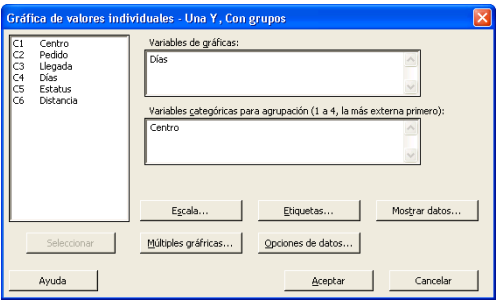 Gráfica de valores individuales - Una Y, Con grupos
C1 Centro
C2 Pedido
C3 Llegada
C4 Días
C5 Estatus
C6 Distancia
Variables de gráficas:
Días
Variables categóricas para agrupación (1 a 4, la más externa primero):
Centro
Escala...
Etiquetas...
Mostrar datos...
Seleccionar
Múltiples gráfricas...
Opciones de datos...
Ayuda
Aceptar
Cancelar